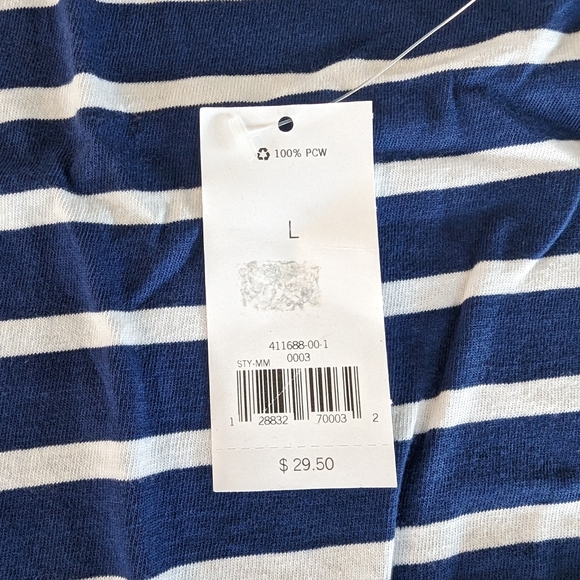 100% PCW
L
411688-00-1
STY-MM 0003
1 28832 70003 2
$ 29.50